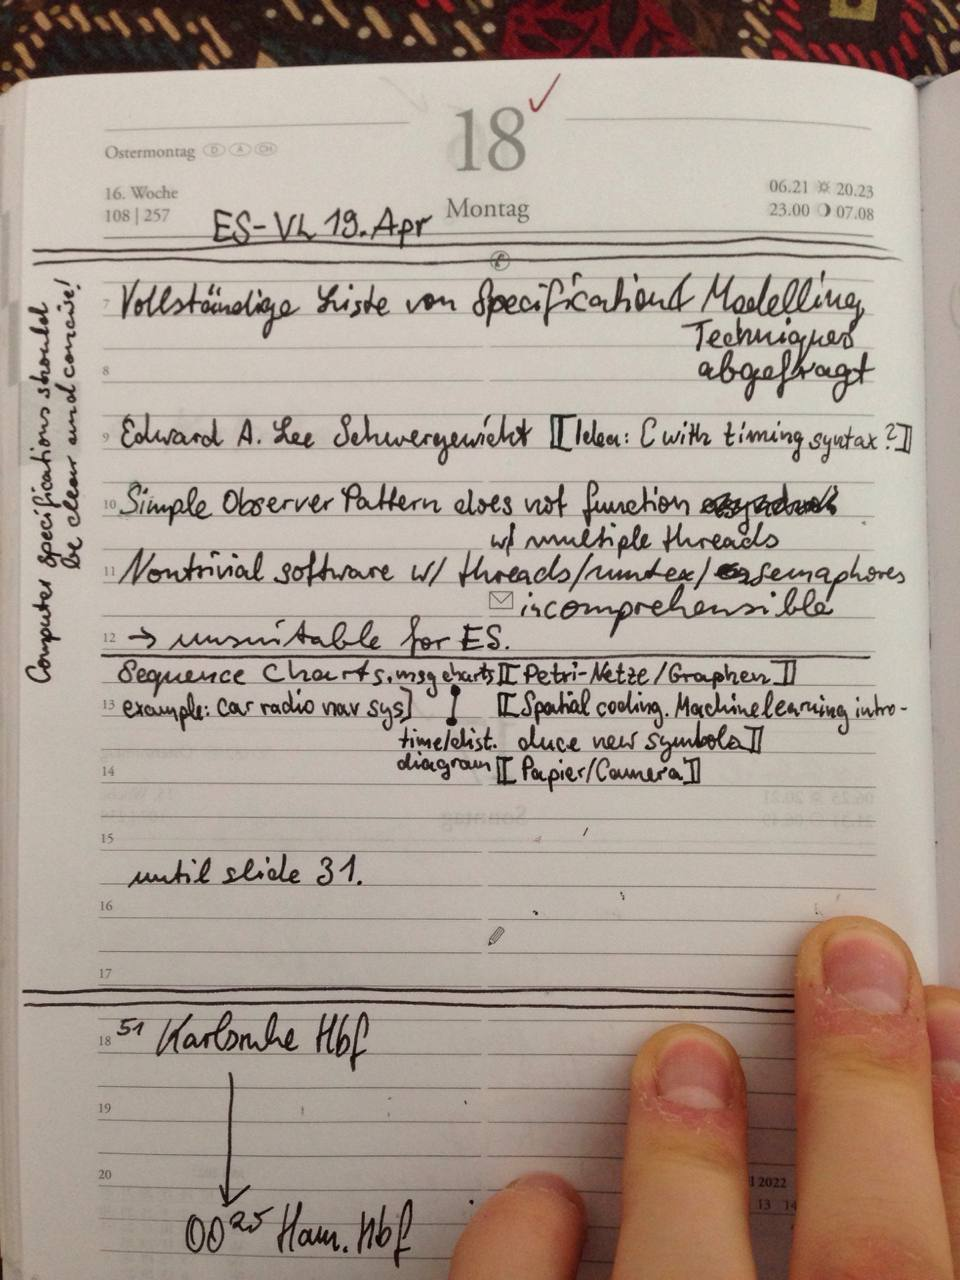 18
Ostermontag D A CH
16. Woche
108 | 257
Montag
06.21 20.23
23.00 07.08
ES-VL 19. Apr
Computer specifications should
be clear and concise!
7 Vollständige Liste von Specification/ Modelling
Techniques
8 abgefragt
9 Edward A. Lee Schwergewicht [[Idea: C with timing syntax?]]
10 Simple Observer Pattern does not function
w/ multiple threads
11 Nontrivial software w/ threads/mutex/ semaphores
incomprehensible
12 → unsuitable for ES.
Sequence Charts, msg charts [[Petri-Netze/Graphen]]
13 example: car radio nav sys] [[Spatial coding. Machine learning intro-
time/dist. duce new symbols]]
14 diagram [[Papier/Camera]]
15
until slide 31.
16
17
18 51 Karlsruhe Hbf
19
20
00 25 Ham. Hbf
2022
13 14